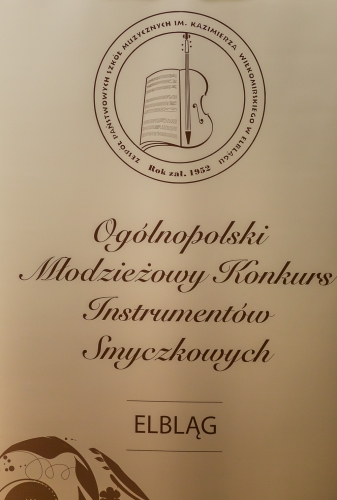 ZESPÓŁ PAŃSTWOWYCH SZKÓŁ MUZYCZNYCH IM. KAZIMIERZA WIŁKOMIRSKIEGO W ELBLĄGU
Rok zał. 1952
Ogólnopolski
Młodzieżowy Konkurs
Instrumentów
Smyczkowych
ELBLĄG